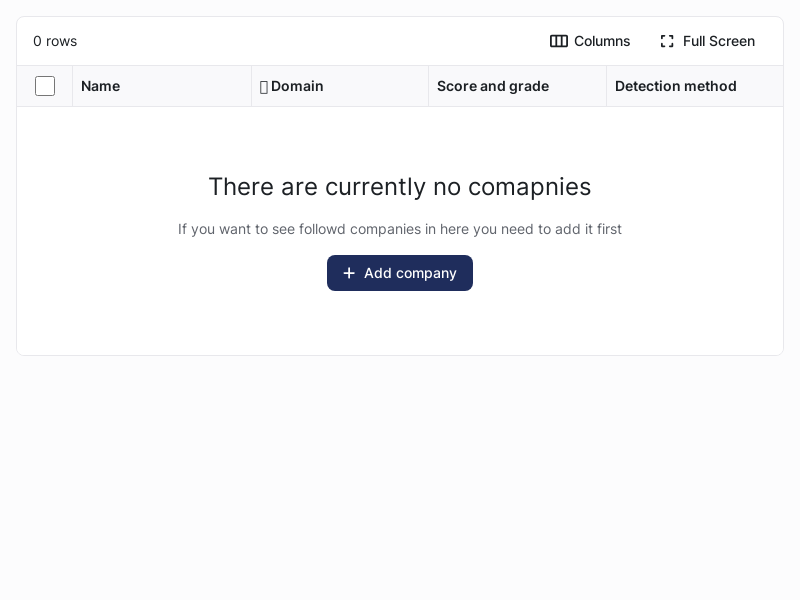 0 rows
Columns
Full Screen
Name
Domain
Score and grade
Detection method
There are currently no comapnies
If you want to see followd companies in here you need to add it first
Add company